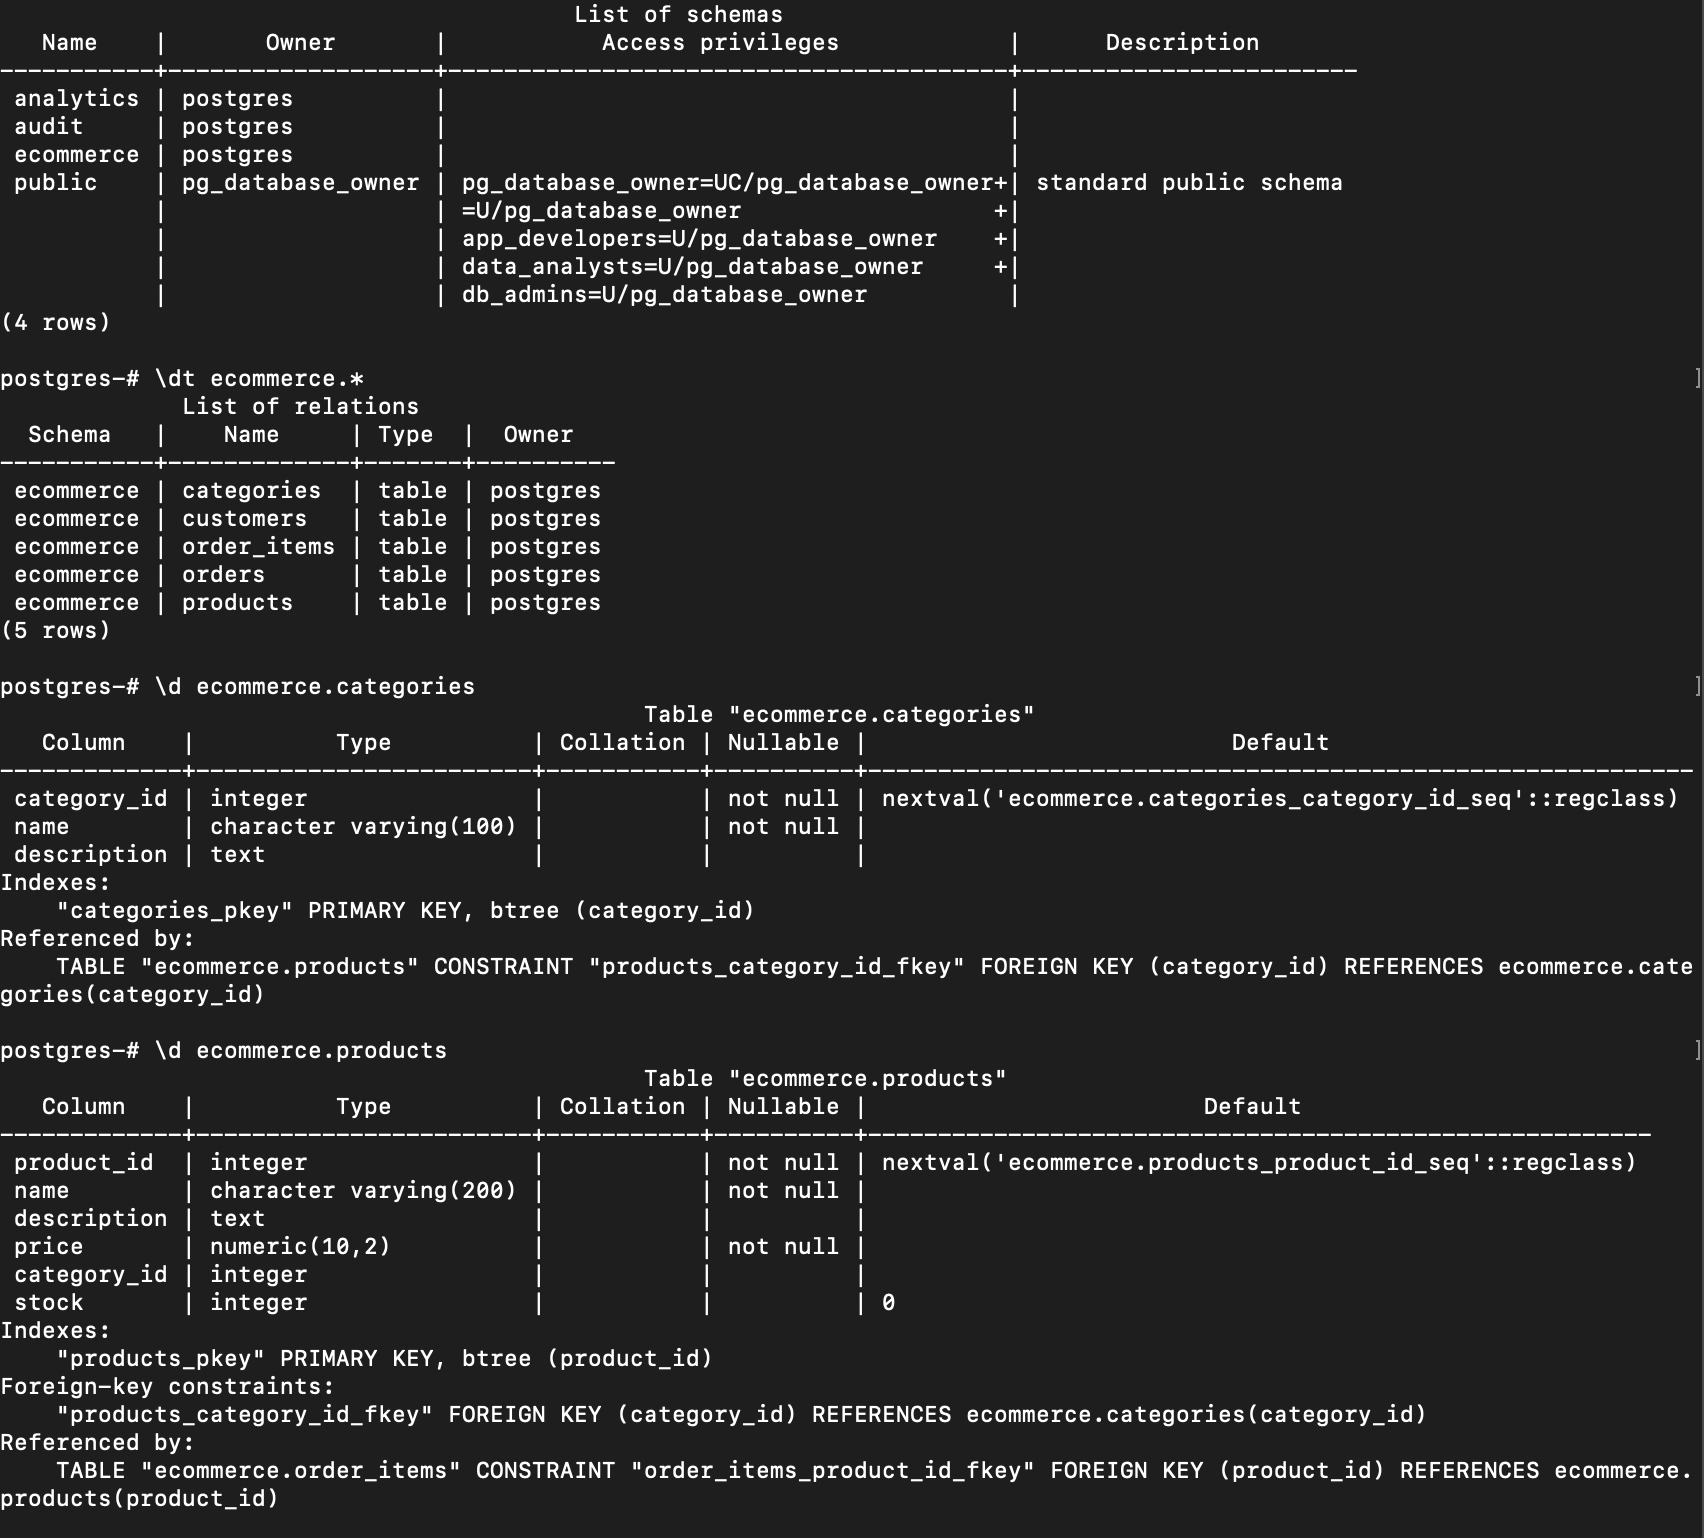 List of schemas
   Name    |       Owner       |           Access privileges            |      Description
-----------+-------------------+----------------------------------------+------------------------
 analytics | postgres          |                                        |
 audit     | postgres          |                                        |
 ecommerce | postgres          |                                        |
 public    | pg_database_owner | pg_database_owner=UC/pg_database_owner+| standard public schema
           |                   | =U/pg_database_owner                  +|
           |                   | app_developers=U/pg_database_owner    +|
           |                   | data_analysts=U/pg_database_owner     +|
           |                   | db_admins=U/pg_database_owner          |
(4 rows)

postgres-# \dt ecommerce.*
             List of relations
  Schema   |    Name     | Type  |  Owner
-----------+-------------+-------+----------
 ecommerce | categories  | table | postgres
 ecommerce | customers   | table | postgres
 ecommerce | order_items | table | postgres
 ecommerce | orders      | table | postgres
 ecommerce | products    | table | postgres
(5 rows)

postgres-# \d ecommerce.categories
                                              Table "ecommerce.categories"
   Column    |          Type          | Collation | Nullable |                          Default
-------------+------------------------+-----------+----------+-----------------------------------------------------------
 category_id | integer                |           | not null | nextval('ecommerce.categories_category_id_seq'::regclass)
 name        | character varying(100) |           | not null |
 description | text                   |           |          |
Indexes:
    "categories_pkey" PRIMARY KEY, btree (category_id)
Referenced by:
    TABLE "ecommerce.products" CONSTRAINT "products_category_id_fkey" FOREIGN KEY (category_id) REFERENCES ecommerce.cate
gories(category_id)

postgres-# \d ecommerce.products
                                              Table "ecommerce.products"
   Column    |          Type          | Collation | Nullable |                        Default
-------------+------------------------+-----------+----------+--------------------------------------------------------
 product_id  | integer                |           | not null | nextval('ecommerce.products_product_id_seq'::regclass)
 name        | character varying(200) |           | not null |
 description | text                   |           |          |
 price       | numeric(10,2)          |           | not null |
 category_id | integer                |           |          |
 stock       | integer                |           |          | 0
Indexes:
    "products_pkey" PRIMARY KEY, btree (product_id)
Foreign-key constraints:
    "products_category_id_fkey" FOREIGN KEY (category_id) REFERENCES ecommerce.categories(category_id)
Referenced by:
    TABLE "ecommerce.order_items" CONSTRAINT "order_items_product_id_fkey" FOREIGN KEY (product_id) REFERENCES ecommerce.
products(product_id)